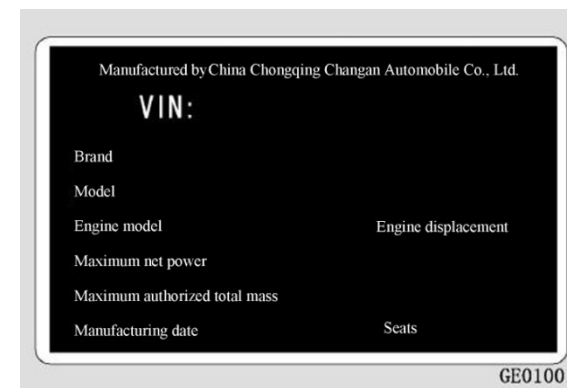 Manufactured by China Chongqing Changan Automobile Co., Ltd.
VIN:
Brand
Model
Engine model Engine displacement
Maximum net power
Maximum authorized total mass
Manufacturing date Seats
GE0100